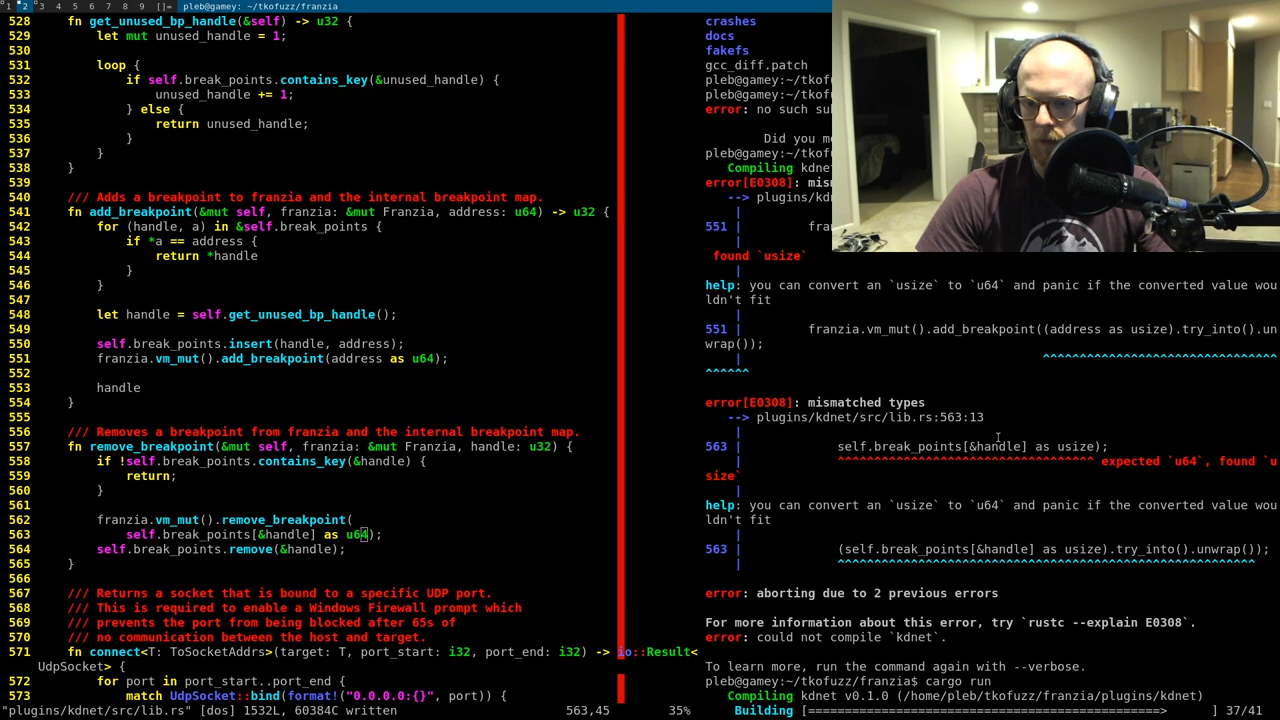 1 2 3 4 5 6 7 8 9 []= pleb@gamey: ~/tkofuzz/franzia
528 fn get_unused_bp_handle(&self) -> u32 {
529 let mut unused_handle = 1;
530
531 loop {
532 if self.break_points.contains_key(&unused_handle) {
533 unused_handle += 1;
534 } else {
535 return unused_handle;
536 }
537 }
538 }
539
540 /// Adds a breakpoint to franzia and the internal breakpoint map.
541 fn add_breakpoint(&mut self, franzia: &mut Franzia, address: u64) -> u32 {
542 for (handle, a) in &self.break_points {
543 if *a == address {
544 return *handle
545 }
546 }
547
548 let handle = self.get_unused_bp_handle();
549
550 self.break_points.insert(handle, address);
551 franzia.vm_mut().add_breakpoint(address as u64);
552
553 handle
554 }
555
556 /// Removes a breakpoint from franzia and the internal breakpoint map.
557 fn remove_breakpoint(&mut self, franzia: &mut Franzia, handle: u32) {
558 if !self.break_points.contains_key(&handle) {
559 return;
560 }
561
562 franzia.vm_mut().remove_breakpoint(
563 self.break_points[&handle] as u64);
564 self.break_points.remove(&handle);
565 }
566
567 /// Returns a socket that is bound to a specific UDP port.
568 /// This is required to enable a Windows Firewall prompt which
569 /// prevents the port from being blocked after 65s of
570 /// no communication between the host and target.
571 fn connect<T: ToSocketAddrs>(target: T, port_start: i32, port_end: i32) -> io::Result<
UdpSocket> {
572 for port in port_start..port_end {
573 match UdpSocket::bind(format!("0.0.0.0:{}", port)) {
"plugins/kdnet/src/lib.rs" [dos] 1532L, 60384C written 563,45 35%
crashes
docs
fakefs
gcc_diff.patch
pleb@gamey:~/tkofu
pleb@gamey:~/tkofu
error: no such su
Did you m
pleb@gamey:~/tkofu
Compiling kdne
error[E0308]: mis
--> plugins/kd
|
551 | fra
|
found `usize`
|
help: you can convert an `usize` to `u64` and panic if the converted value wou
ldn't fit
|
551 | franzia.vm_mut().add_breakpoint((address as usize).try_into().un
wrap());
| ^^^^^^^^^^^^^^^^^^^^^^^^^^^^^^^^
^^^^^^
error[E0308]: mismatched types
--> plugins/kdnet/src/lib.rs:563:13
|
563 | self.break_points[&handle] as usize);
| ^^^^^^^^^^^^^^^^^^^^^^^^^^^^^^^^^^^ expected `u64`, found `u
size`
|
help: you can convert an `usize` to `u64` and panic if the converted value wou
ldn't fit
|
563 | (self.break_points[&handle] as usize).try_into().unwrap());
| ^^^^^^^^^^^^^^^^^^^^^^^^^^^^^^^^^^^^^^^^^^^^^^^^^^^^^^^^^
error: aborting due to 2 previous errors
For more information about this error, try `rustc --explain E0308`.
error: could not compile `kdnet`.
To learn more, run the command again with --verbose.
pleb@gamey:~/tkofuzz/franzia$ cargo run
Compiling kdnet v0.1.0 (/home/pleb/tkofuzz/franzia/plugins/kdnet)
Building [================================================> ] 37/41